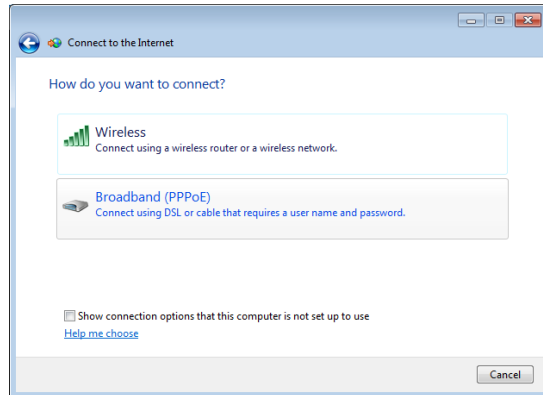 Connect to the Internet
How do you want to connect?
Wireless
Connect using a wireless router or a wireless network.
Broadband (PPPoE)
Connect using DSL or cable that requires a user name and password.
Show connection options that this computer is not set up to use
Help me choose
Cancel